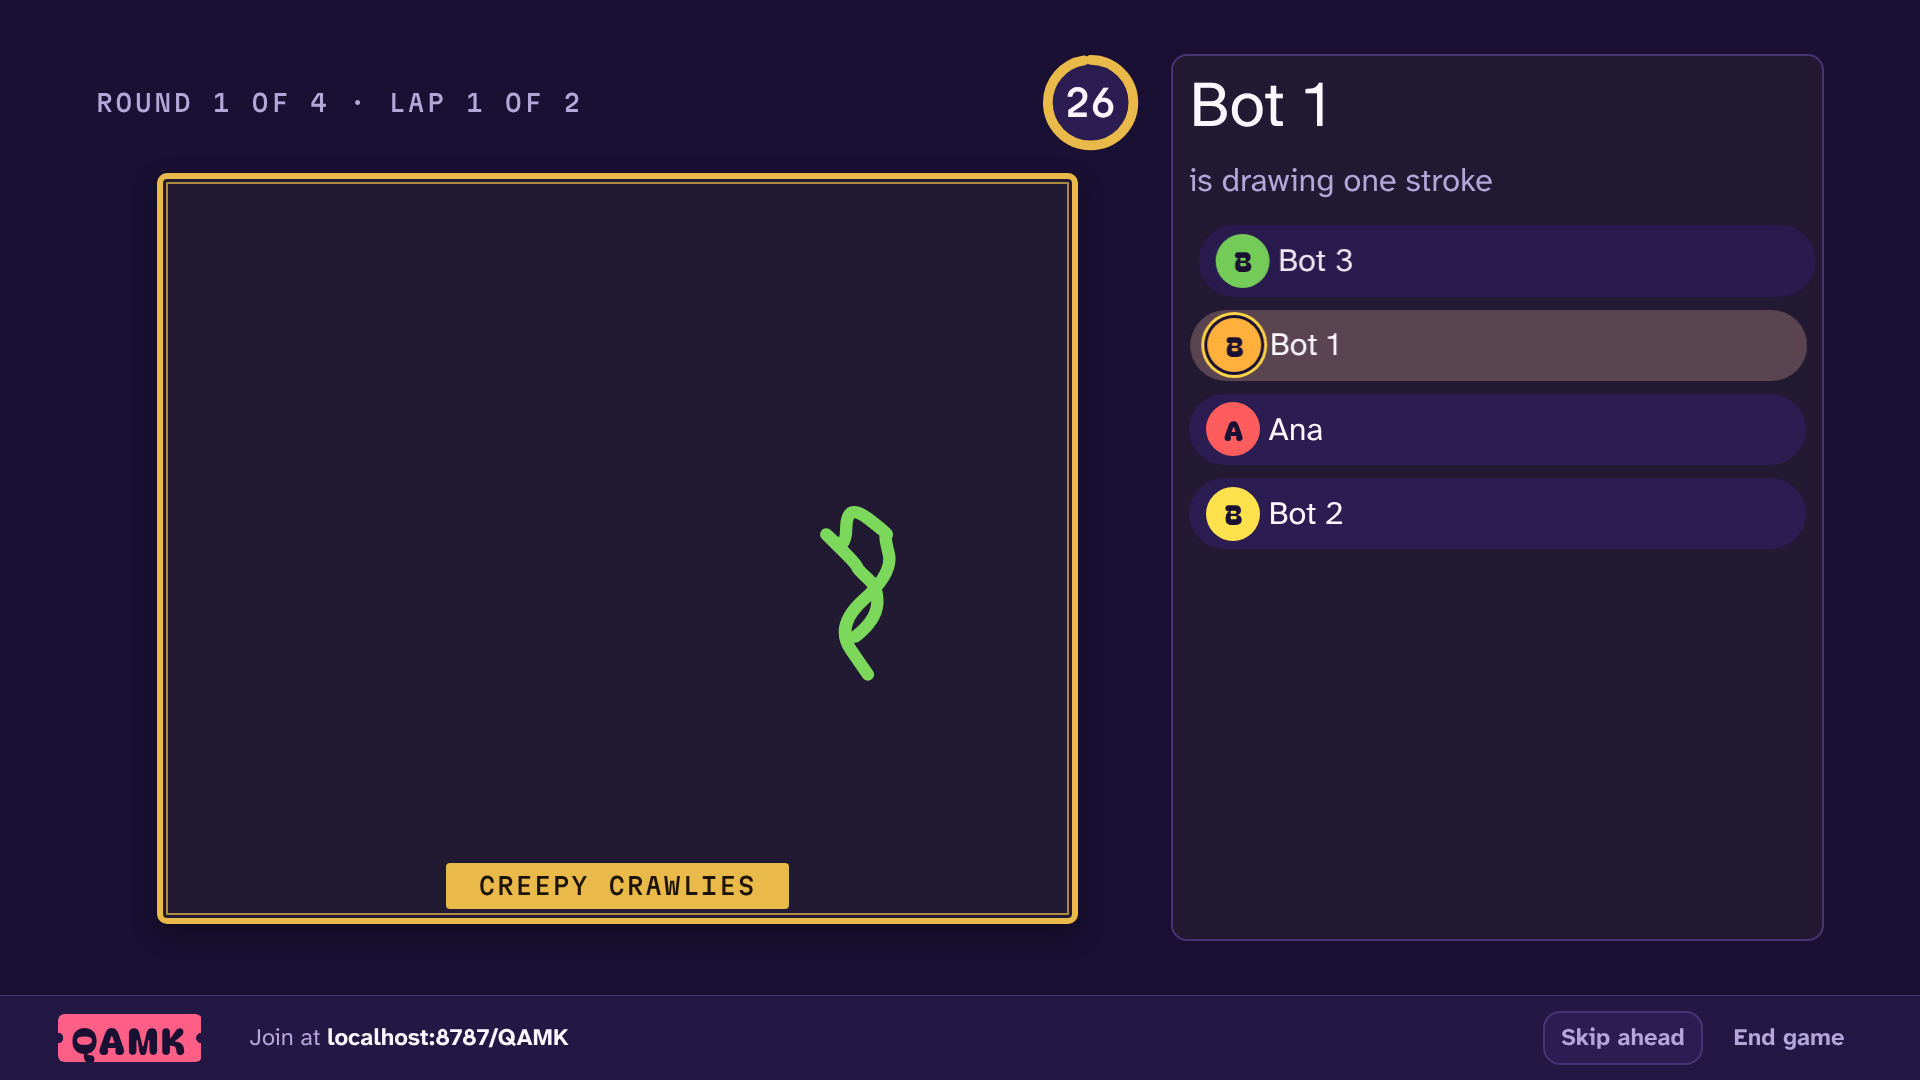 ROUND 1 OF 4 · LAP 1 OF 2
26
CREEPY CRAWLIES
Bot 1
is drawing one stroke
B Bot 3
B Bot 1
A Ana
B Bot 2
QAMK
Join at localhost:8787/QAMK
Skip ahead
End game